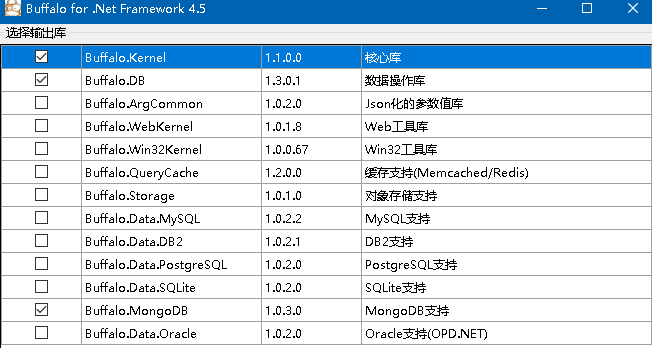 Buffalo for .Net Framework 4.5
选择输出库
Buffalo.Kernel 1.1.0.0 核心库
Buffalo.DB 1.3.0.1 数据操作库
Buffalo.ArgCommon 1.0.2.0 Json化的参数值库
Buffalo.WebKernel 1.0.1.8 Web工具库
Buffalo.Win32Kernel 1.0.0.67 Win32工具库
Buffalo.QueryCache 1.2.0.0 缓存支持(Memcached/Redis)
Buffalo.Storage 1.0.1.0 对象存储支持
Buffalo.Data.MySQL 1.0.2.2 MySQL支持
Buffalo.Data.DB2 1.0.2.1 DB2支持
Buffalo.Data.PostgreSQL 1.0.2.0 PostgreSQL支持
Buffalo.Data.SQLite 1.0.2.0 SQLite支持
Buffalo.MongoDB 1.0.3.0 MongoDB支持
Buffalo.Data.Oracle 1.0.2.0 Oracle支持(OPD.NET)